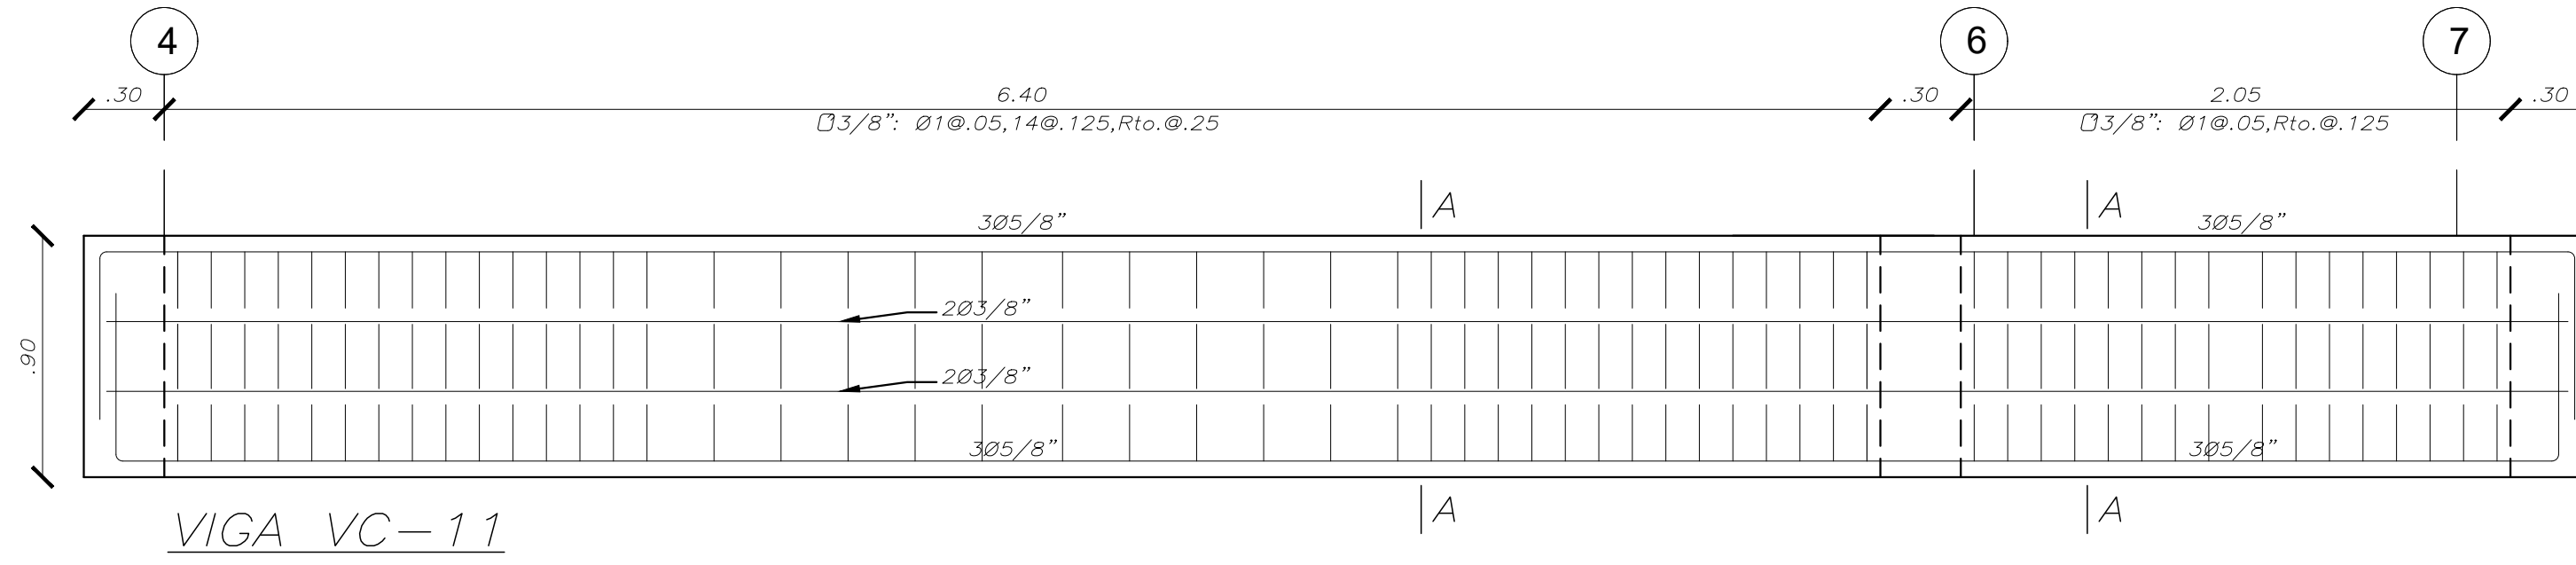 4
6
7
.30
6.40
.30
2.05
.30
3/8": Ø1@.05,14@.125,Rto.@.25
3/8": Ø1@.05,Rto.@.125
A
A
3Ø5/8"
3Ø5/8"
2Ø3/8"
.90
2Ø3/8"
3Ø5/8"
3Ø5/8"
A
A
VIGA VC-11